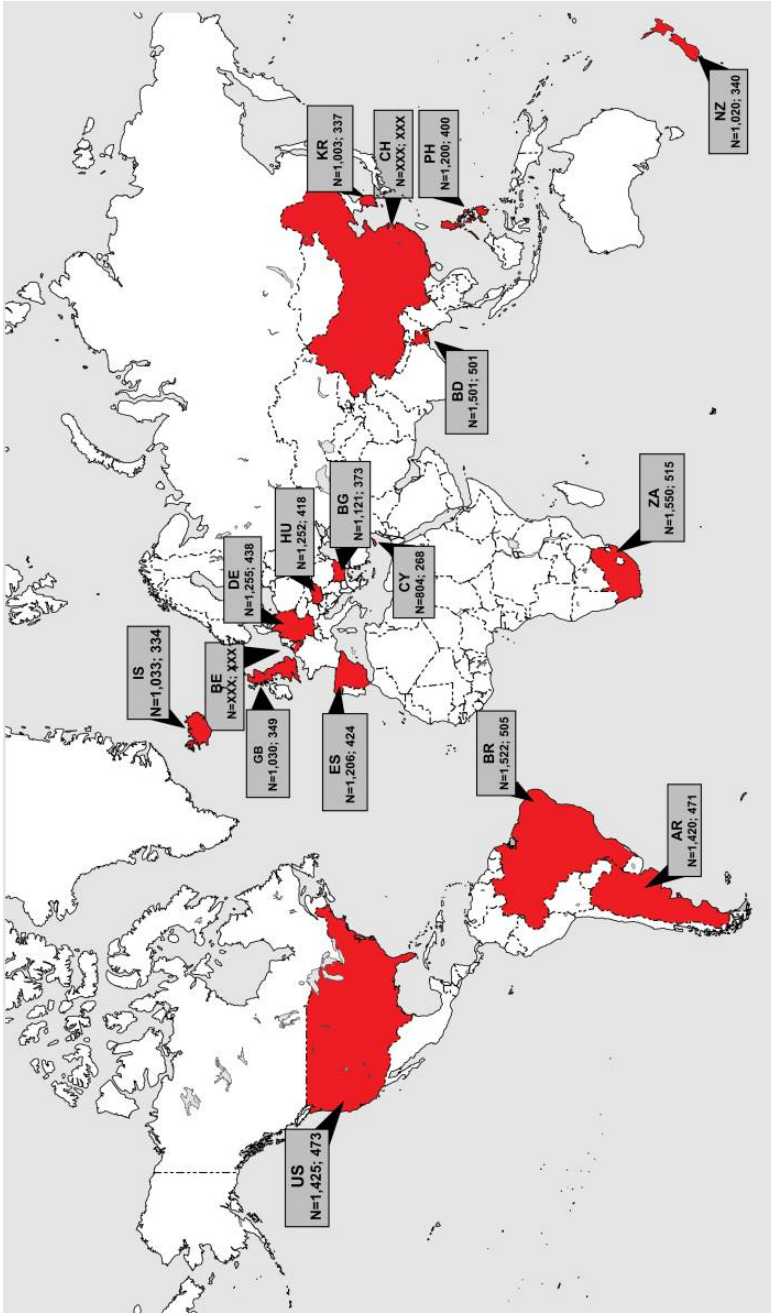 US
N=1,425; 473
IS
N=1,033; 334
GB
N=1,030; 349
BE
N=XXX; XXX
DE
N=1,255; 438
HU
N=1,252; 418
BG
N=1,121; 373
ES
N=1,206; 424
CY
N=804; 268
BR
N=1,522; 505
AR
N=1,420; 471
ZA
N=1,550; 515
BD
N=1,501; 501
KR
N=1,003; 337
CH
N=XXX; XXX
PH
N=1,200; 400
NZ
N=1,020; 340